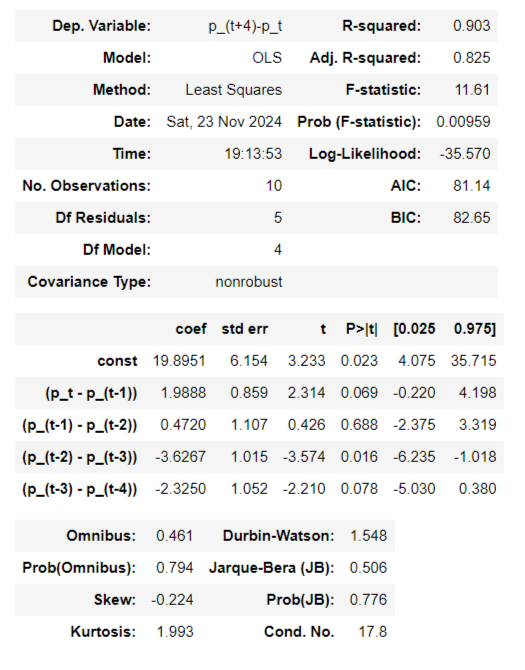 Dep. Variable: p_(t+4)-p_t R-squared: 0.903
Model: OLS Adj. R-squared: 0.825
Method: Least Squares F-statistic: 11.61
Date: Sat, 23 Nov 2024 Prob (F-statistic): 0.00959
Time: 19:13:53 Log-Likelihood: -35.570
No. Observations: 10 AIC: 81.14
Df Residuals: 5 BIC: 82.65
Df Model: 4
Covariance Type: nonrobust
coef std err t P>|t| [0.025 0.975]
const 19.8951 6.154 3.233 0.023 4.075 35.715
(p_t - p_(t-1)) 1.9888 0.859 2.314 0.069 -0.220 4.198
(p_(t-1) - p_(t-2)) 0.4720 1.107 0.426 0.688 -2.375 3.319
(p_(t-2) - p_(t-3)) -3.6267 1.015 -3.574 0.016 -6.235 -1.018
(p_(t-3) - p_(t-4)) -2.3250 1.052 -2.210 0.078 -5.030 0.380
Omnibus: 0.461 Durbin-Watson: 1.548
Prob(Omnibus): 0.794 Jarque-Bera (JB): 0.506
Skew: -0.224 Prob(JB): 0.776
Kurtosis: 1.993 Cond. No. 17.8